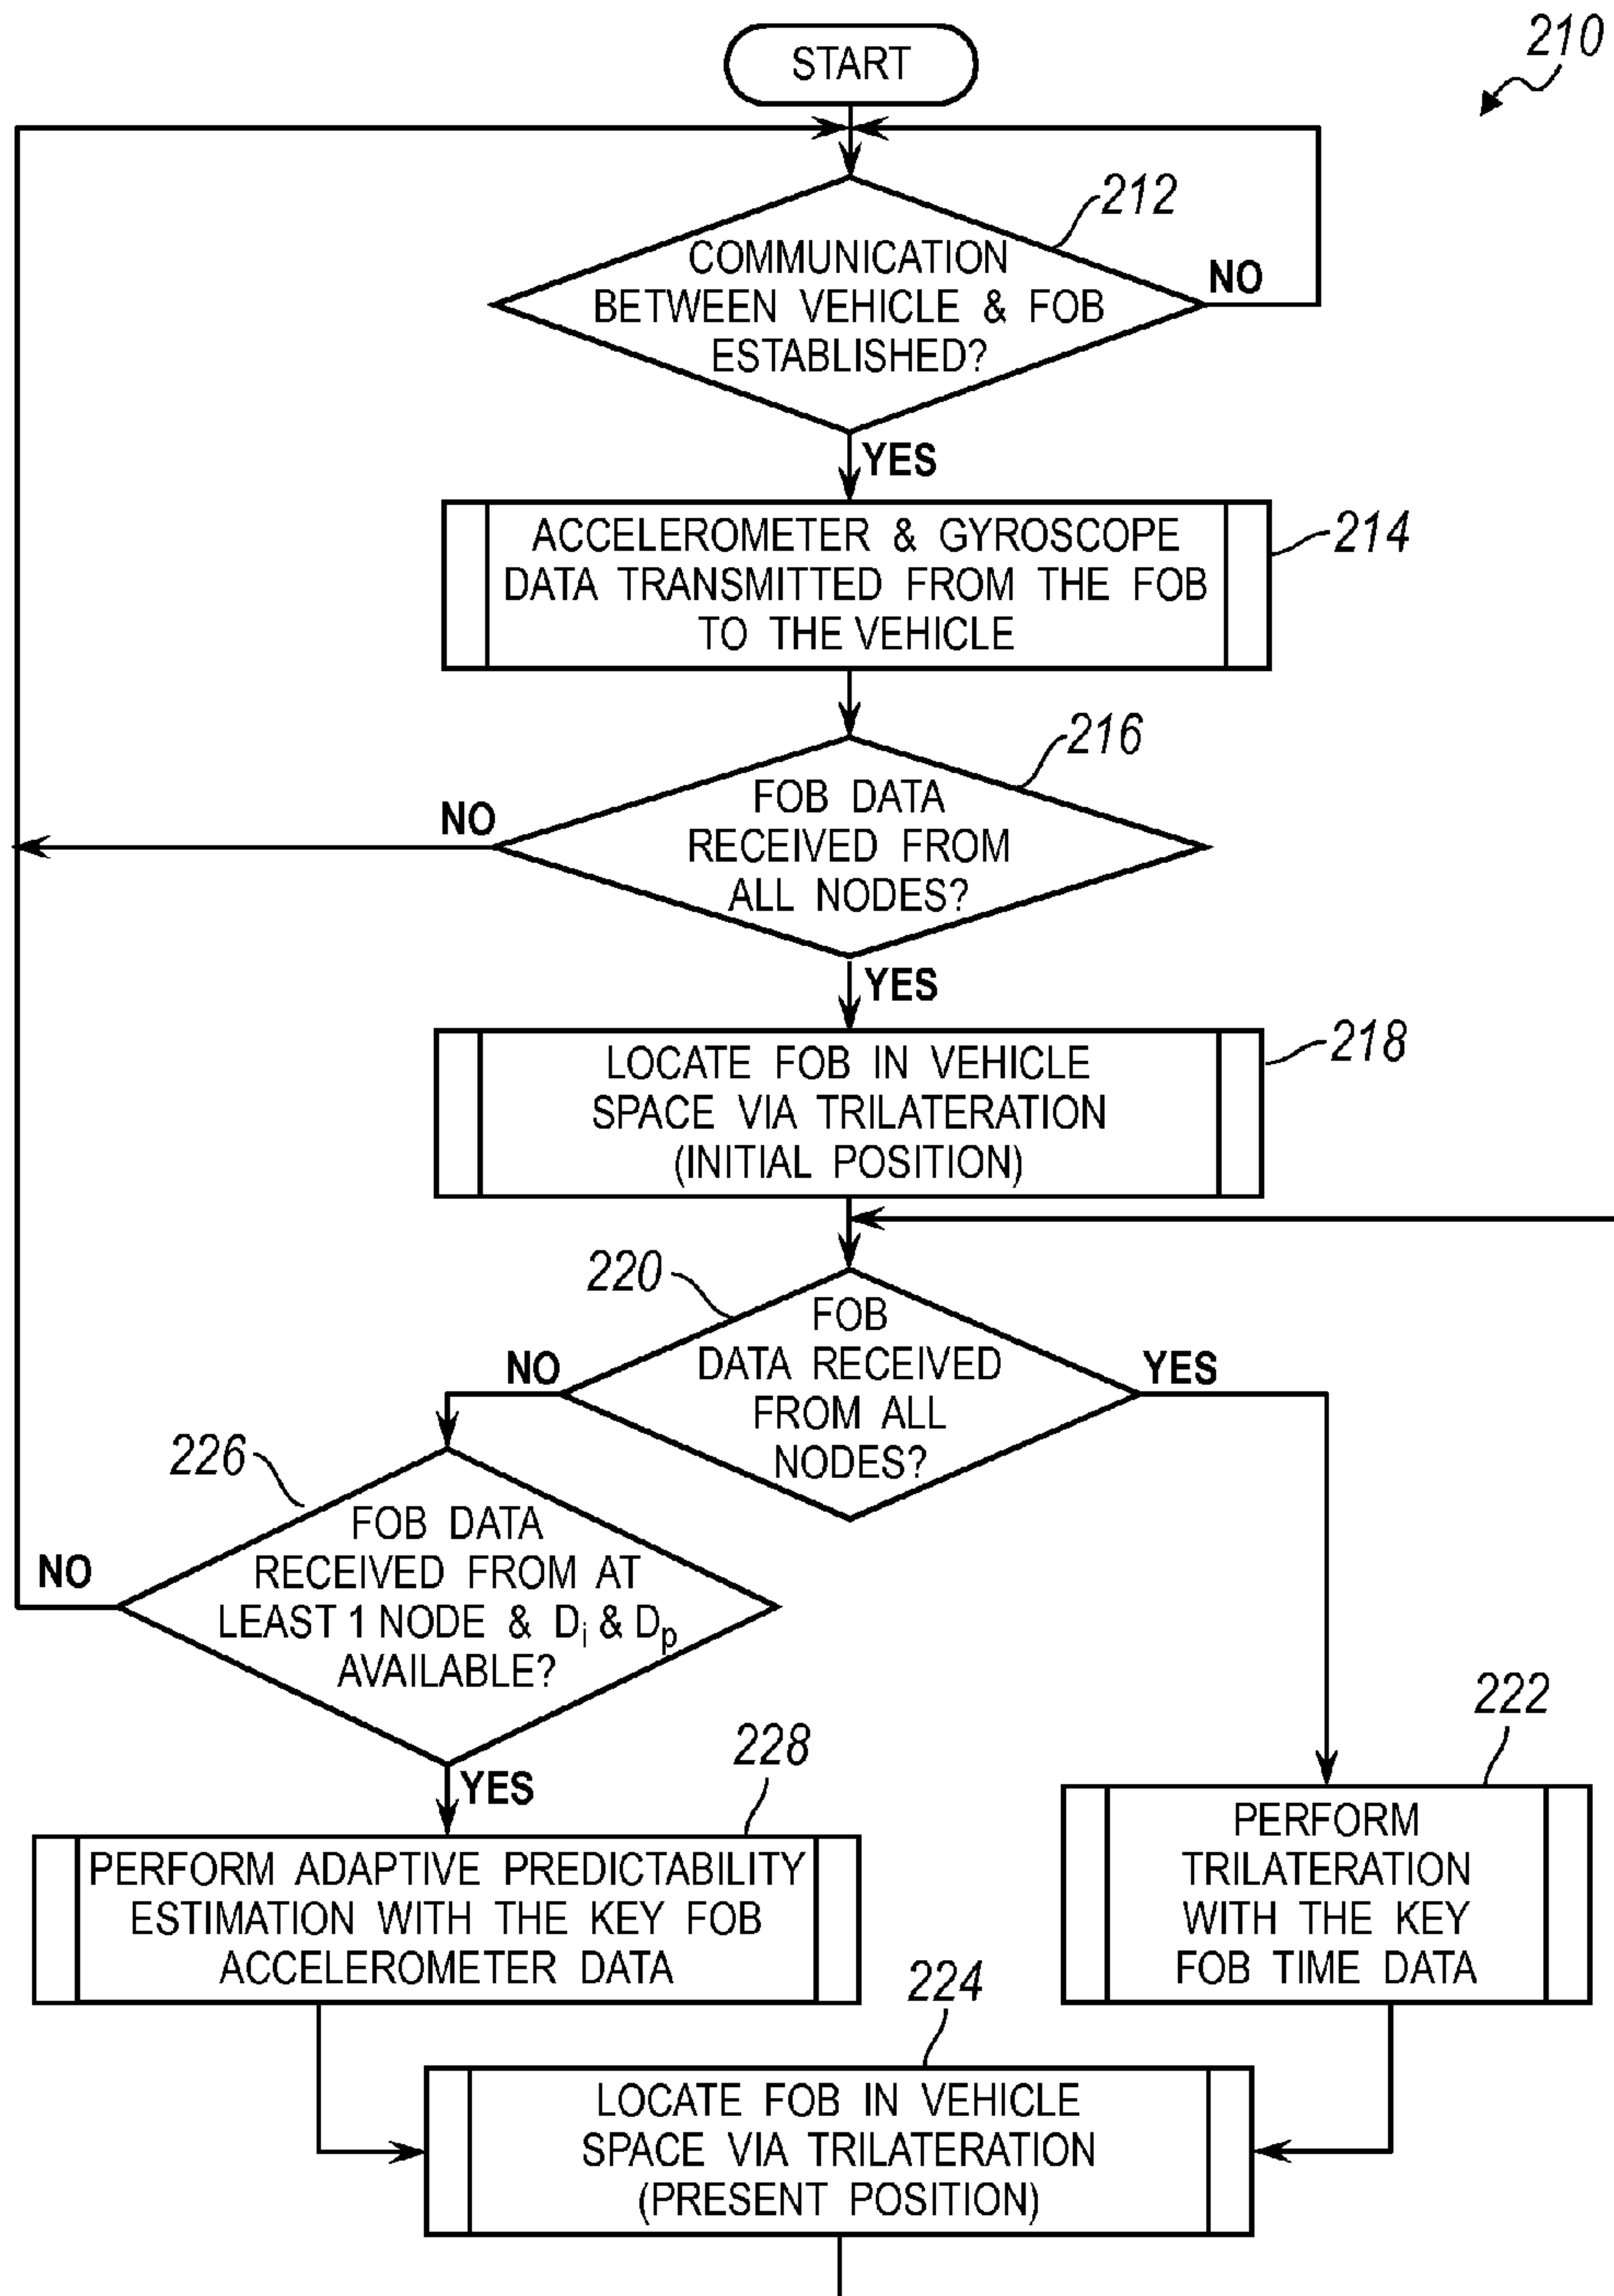 210
START
212
COMMUNICATION
BETWEEN VEHICLE & FOB
ESTABLISHED?
NO
YES
ACCELEROMETER & GYROSCOPE
DATA TRANSMITTED FROM THE FOB
TO THE VEHICLE
214
216
FOB DATA
RECEIVED FROM
ALL NODES?
NO
YES
LOCATE FOB IN VEHICLE
SPACE VIA TRILATERATION
(INITIAL POSITION)
218
220
FOB
DATA RECEIVED
FROM ALL
NODES?
NO
YES
226
FOB DATA
RECEIVED FROM AT
LEAST 1 NODE & Di & Dp
AVAILABLE?
NO
YES
228
PERFORM ADAPTIVE PREDICTABILITY
ESTIMATION WITH THE KEY FOB
ACCELEROMETER DATA
222
PERFORM
TRILATERATION
WITH THE KEY
FOB TIME DATA
224
LOCATE FOB IN VEHICLE
SPACE VIA TRILATERATION
(PRESENT POSITION)